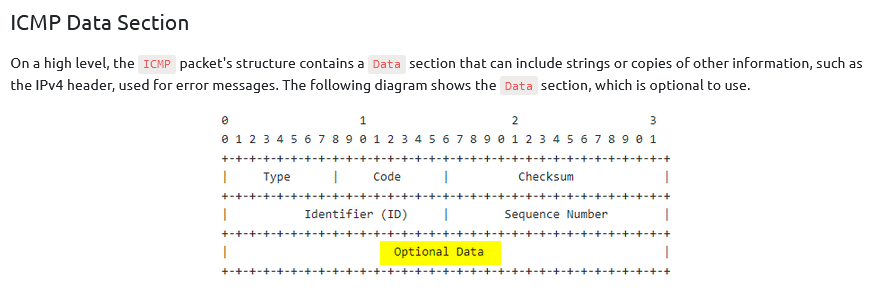 ICMP Data Section
On a high level, the ICMP packet's structure contains a Data section that can include strings or copies of other information, such as
the IPv4 header, used for error messages. The following diagram shows the Data section, which is optional to use.
0                   1                   2                   3
0 1 2 3 4 5 6 7 8 9 0 1 2 3 4 5 6 7 8 9 0 1 2 3 4 5 6 7 8 9 0 1
+-+-+-+-+-+-+-+-+-+-+-+-+-+-+-+-+-+-+-+-+-+-+-+-+-+-+-+-+-+-+-+-+
|     Type      |     Code      |          Checksum             |
+-+-+-+-+-+-+-+-+-+-+-+-+-+-+-+-+-+-+-+-+-+-+-+-+-+-+-+-+-+-+-+-+
|           Identifier (ID)     |        Sequence Number        |
+-+-+-+-+-+-+-+-+-+-+-+-+-+-+-+-+-+-+-+-+-+-+-+-+-+-+-+-+-+-+-+-+
|                        Optional Data                          |
+-+-+-+-+-+-+-+-+-+-+-+-+-+-+-+-+-+-+-+-+-+-+-+-+-+-+-+-+-+-+-+-+